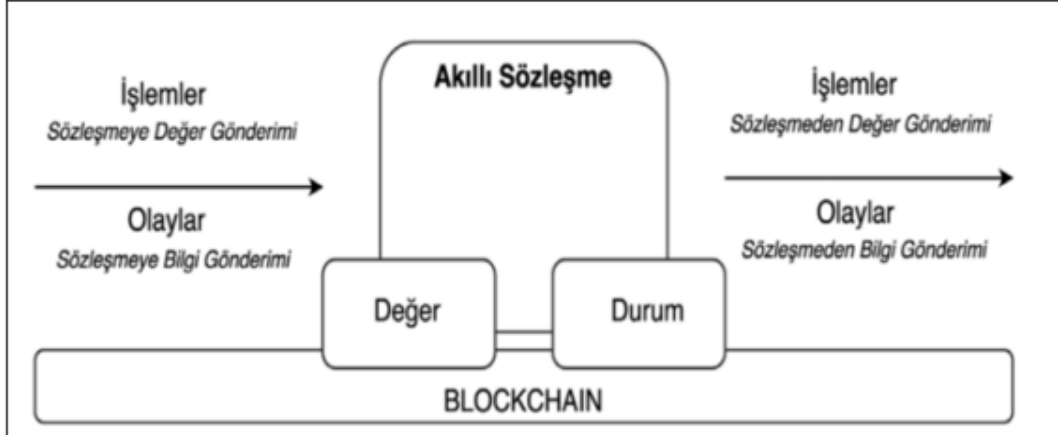 Akıllı Sözleşme
İşlemler
Sözleşmeye Değer Gönderimi
Olaylar
Sözleşmeye Bilgi Gönderimi
İşlemler
Sözleşmeden Değer Gönderimi
Olaylar
Sözleşmeden Bilgi Gönderimi
Değer
Durum
BLOCKCHAIN